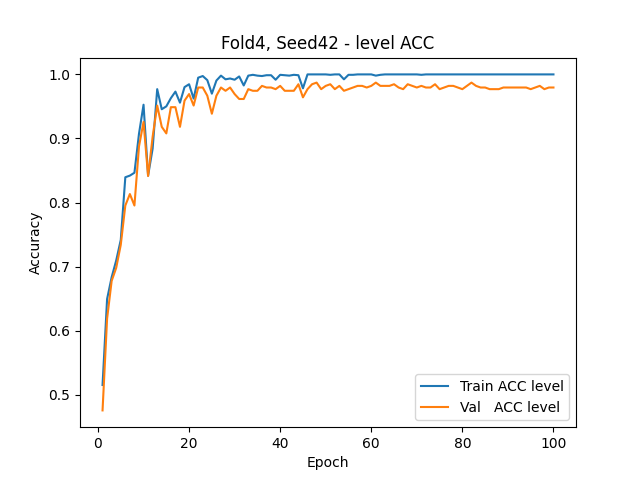 Fold4, Seed42 - level ACC
1.0
0.9
0.8
0.7
0.6
0.5
Accuracy
0 20 40 60 80 100
Epoch
Train ACC level
Val   ACC level